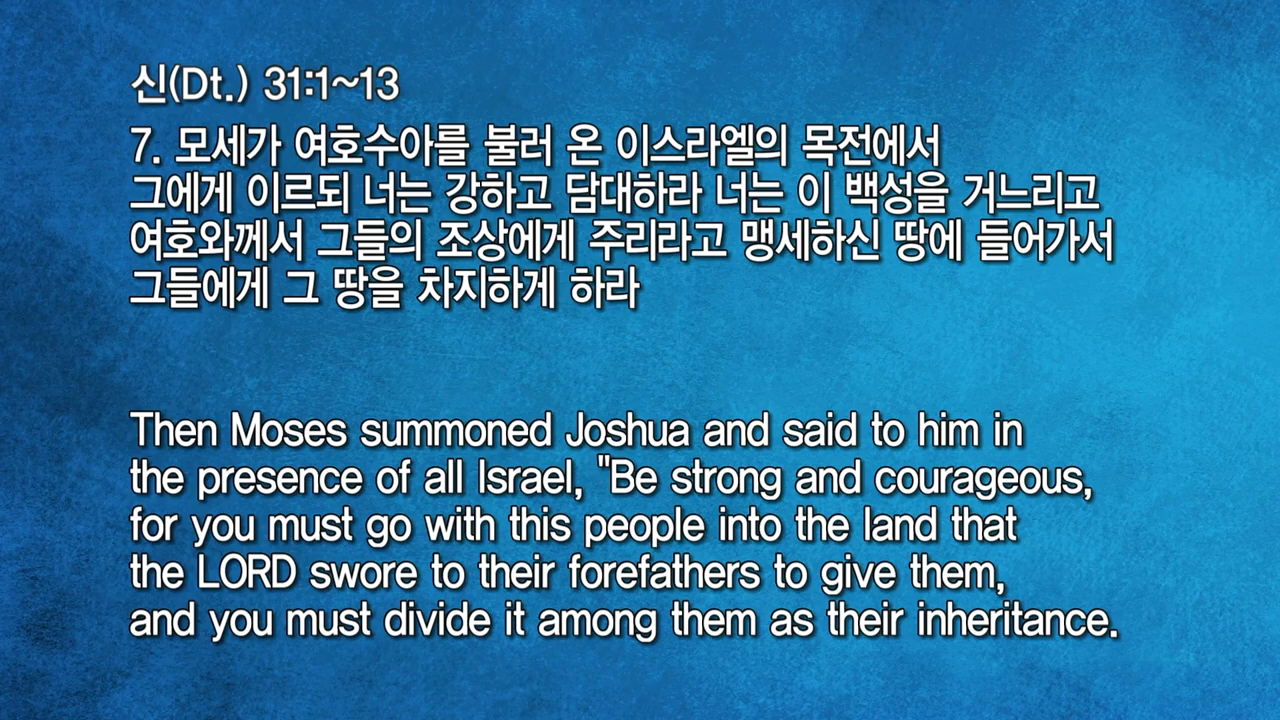 신(Dt.) 31:1~13
7. 모세가 여호수아를 불러 온 이스라엘의 목전에서
그에게 이르되 너는 강하고 담대하라 너는 이 백성을 거느리고
여호와께서 그들의 조상에게 주리라고 맹세하신 땅에 들어가서
그들에게 그 땅을 차지하게 하라
Then Moses summoned Joshua and said to him in
the presence of all Israel, "Be strong and courageous,
for you must go with this people into the land that
the LORD swore to their forefathers to give them,
and you must divide it among them as their inheritance.